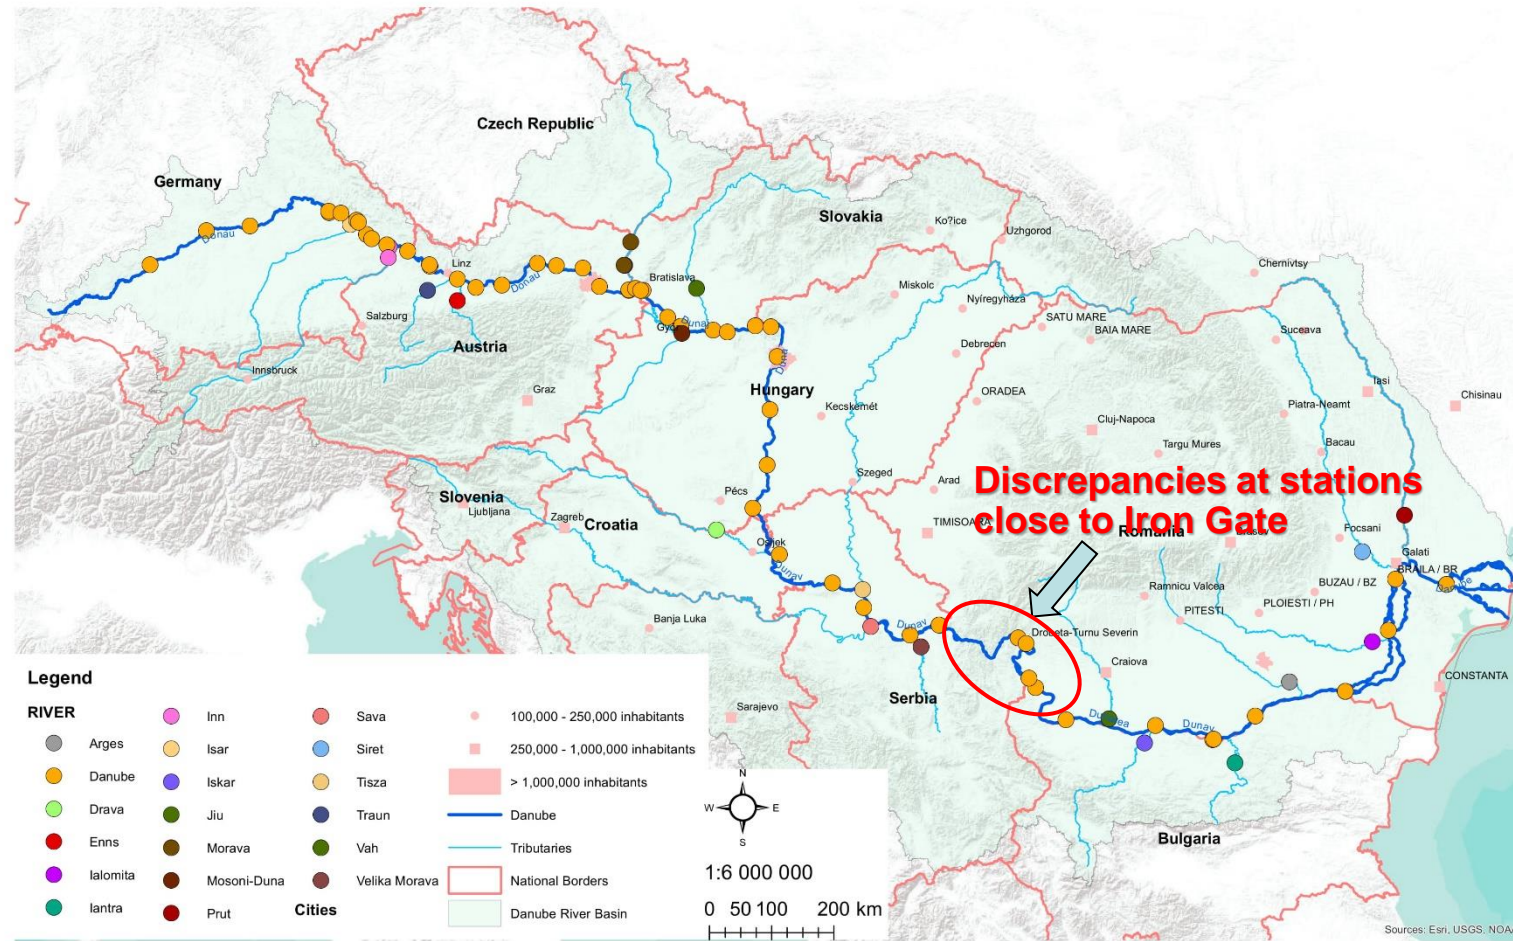 Czech Republic
Germany
Slovakia
Ko?ice
Uzhgorod
Donau
Chernivtsy
Linz
Donau
Bratislava
Miskolc
Nyíregyháza
Salzburg
Dunaj
SATU MARE
Suceava
BAIA MARE
Austria
Debrecen
Innsbruck
Hungary
Iasi
Graz
ORADEA
Chisinau
Kecskemét
Piatra-Neamt
Cluj-Napoca
Bacau
Targu Mures
Szeged
Arad
Discrepancies at stations
close to Iron Gate
Slovenia
Pécs
Ljubljana
Zagreb
Croatia
TIMISOARA
Romania
Focsani
Osijek
Galati
Dunav
BRAILA / BR
BUZAU / BZ
Ramnicu Valcea
Danube
PLOIESTI / PH
PITESTI
Banja Luka
Dunav
Drobeta-Turnu Severin
Craiova
CONSTANTA
Serbia
Sarajevo
Dunav
Bulgaria
Legend
RIVER
Arges
Danube
Drava
Enns
Ialomita
Iantra
Inn
Isar
Iskar
Jiu
Morava
Mosoni-Duna
Prut
Sava
Siret
Tisza
Traun
Vah
Velika Morava
Cities
100,000 - 250,000 inhabitants
250,000 - 1,000,000 inhabitants
> 1,000,000 inhabitants
Danube
Tributaries
National Borders
Danube River Basin
N
W
E
S
1:6 000 000
0 50 100 200 km
Sources: Esri, USGS, NOAA